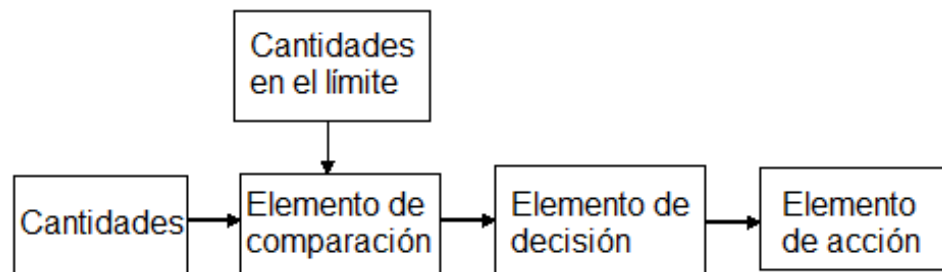 Cantidades
en el límite
Cantidades
Elemento de
comparación
Elemento de
decisión
Elemento
de acción